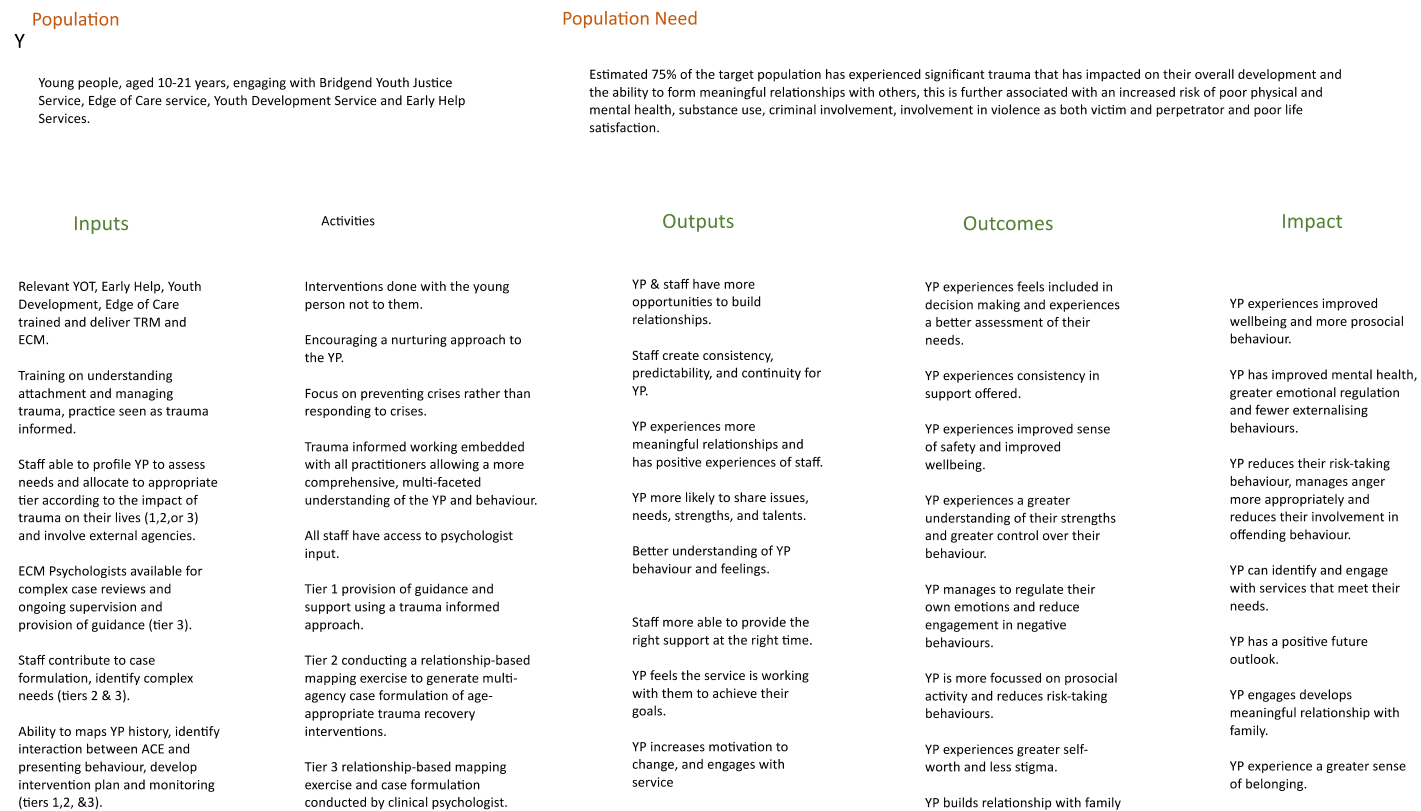 Population
Y
Young people, aged 10-21 years, engaging with Bridgend Youth Justice
Service, Edge of Care service, Youth Development Service and Early Help
Services.
Population Need
Estimated 75% of the target population has experienced significant trauma that has impacted on their overall development and
the ability to form meaningful relationships with others, this is further associated with an increased risk of poor physical and
mental health, substance use, criminal involvement, involvement in violence as both victim and perpetrator and poor life
satisfaction.
Inputs
Relevant YOT, Early Help, Youth
Development, Edge of Care
trained and deliver TRM and
ECM.
Training on understanding
attachment and managing
trauma, practice seen as trauma
informed.
Staff able to profile YP to assess
needs and allocate to appropriate
tier according to the impact of
trauma on their lives (1,2,or 3)
and involve external agencies.
ECM Psychologists available for
complex case reviews and
ongoing supervision and
provision of guidance (tier 3).
Staff contribute to case
formulation, identify complex
needs (tiers 2 & 3).
Ability to maps YP history, identify
interaction between ACE and
presenting behaviour, develop
intervention plan and monitoring
(tiers 1,2, &3).
Activities
Interventions done with the young
person not to them.
Encouraging a nurturing approach to
the YP.
Focus on preventing crises rather than
responding to crises.
Trauma informed working embedded
with all practitioners allowing a more
comprehensive, multi-faceted
understanding of the YP and behaviour.
All staff have access to psychologist
input.
Tier 1 provision of guidance and
support using a trauma informed
approach.
Tier 2 conducting a relationship-based
mapping exercise to generate multi-
agency case formulation of age-
appropriate trauma recovery
interventions.
Tier 3 relationship-based mapping
exercise and case formulation
conducted by clinical psychologist.
Outputs
YP & staff have more
opportunities to build
relationships.
Staff create consistency,
predictability, and continuity for
YP.
YP experiences more
meaningful relationships and
has positive experiences of staff.
YP more likely to share issues,
needs, strengths, and talents.
Better understanding of YP
behaviour and feelings.
Staff more able to provide the
right support at the right time.
YP feels the service is working
with them to achieve their
goals.
YP increases motivation to
change, and engages with
service
Outcomes
YP experiences feels included in
decision making and experiences
a better assessment of their
needs.
YP experiences consistency in
support offered.
YP experiences improved sense
of safety and improved
wellbeing.
YP experiences a greater
understanding of their strengths
and greater control over their
behaviour.
YP manages to regulate their
own emotions and reduce
engagement in negative
behaviours.
YP is more focussed on prosocial
activity and reduces risk-taking
behaviours.
YP experiences greater self-
worth and less stigma.
YP builds relationship with family
Impact
YP experiences improved
wellbeing and more prosocial
behaviour.
YP has improved mental health,
greater emotional regulation
and fewer externalising
behaviours.
YP reduces their risk-taking
behaviour, manages anger
more appropriately and
reduces their involvement in
offending behaviour.
YP can identify and engage
with services that meet their
needs.
YP has a positive future
outlook.
YP engages develops
meaningful relationship with
family.
YP experience a greater sense
of belonging.